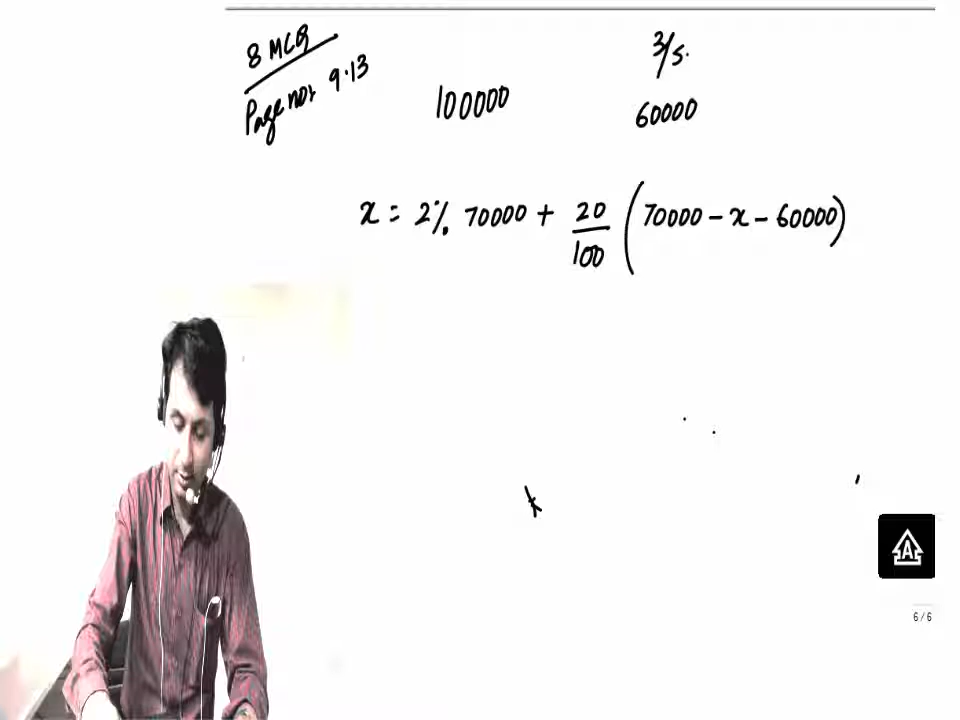 8 MCQ
Page no. 9.13
100000
3/5.
60000
x = 2% 70000 + 20/100 (70000 - x - 60000)
A
6 / 6